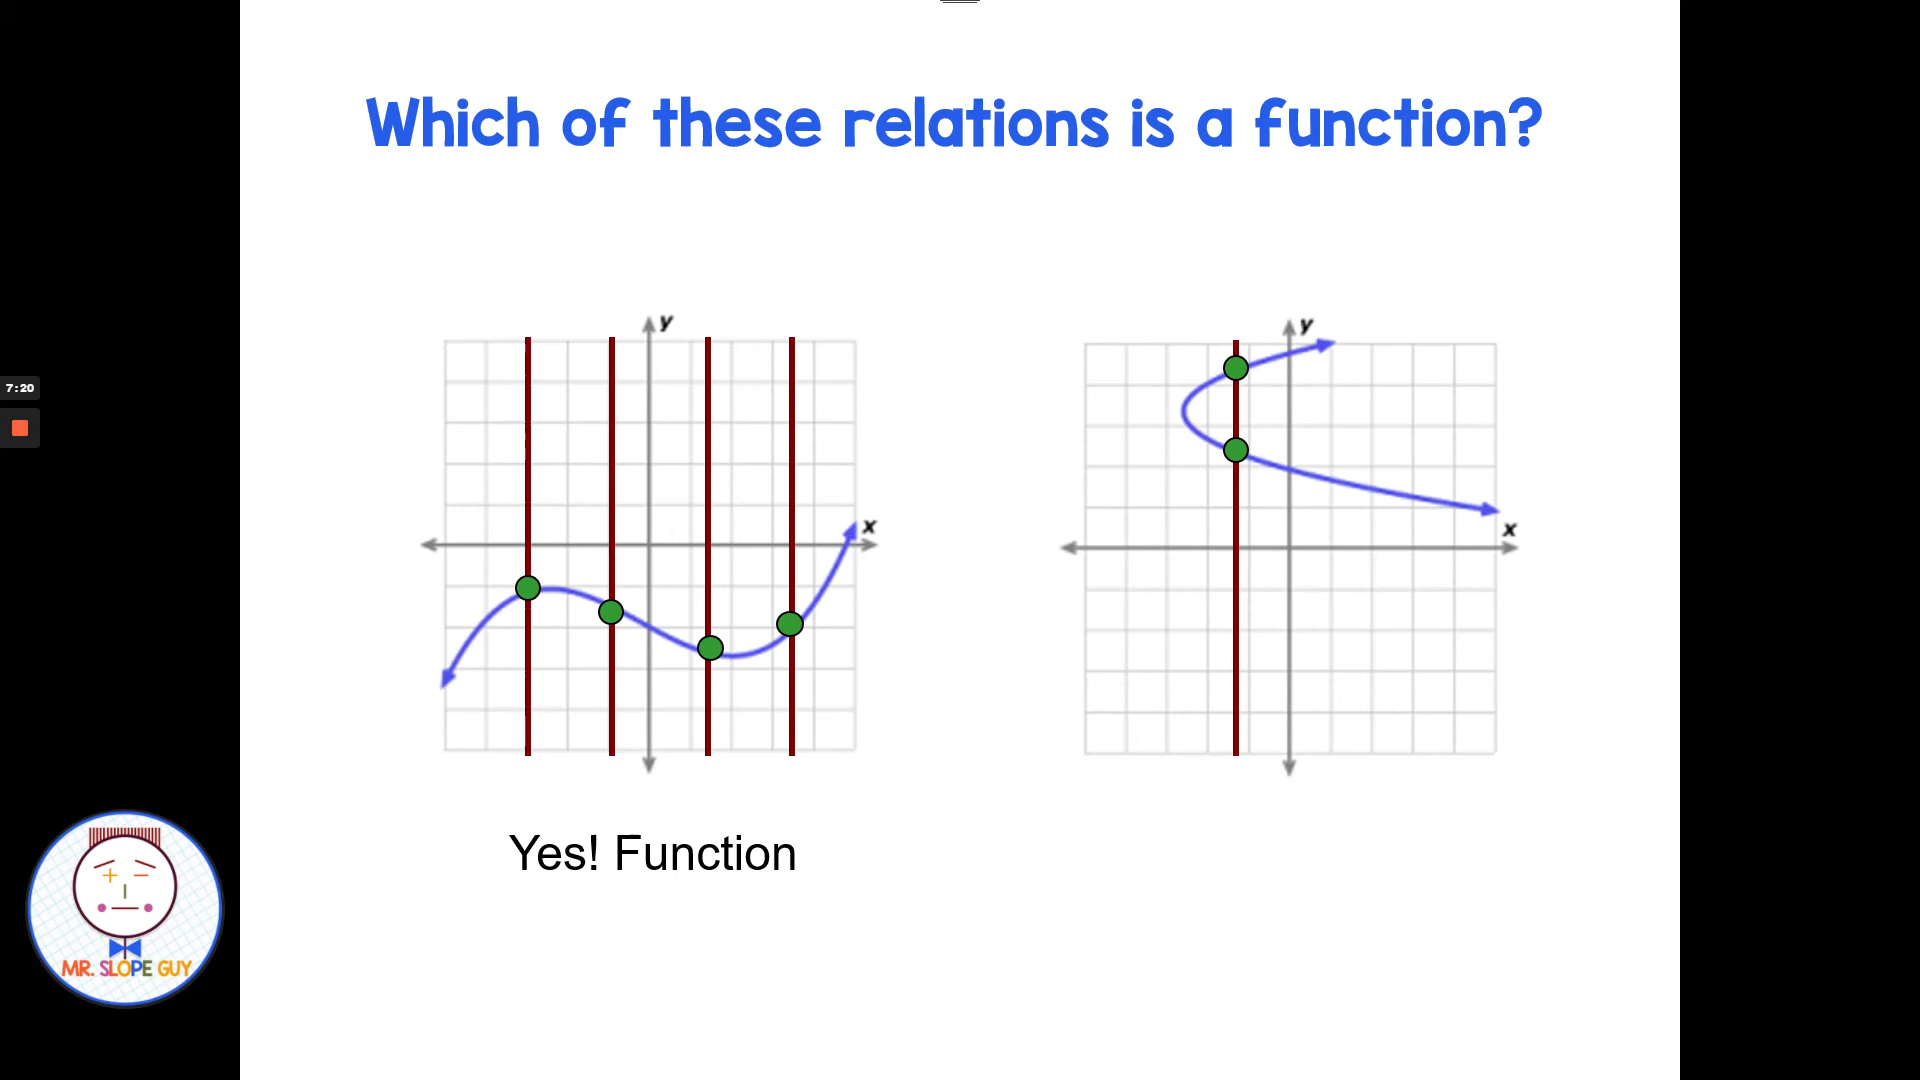 Which of these relations is a function?
y
y
x
x
7:20
Yes! Function
MR. SLOPE GUY